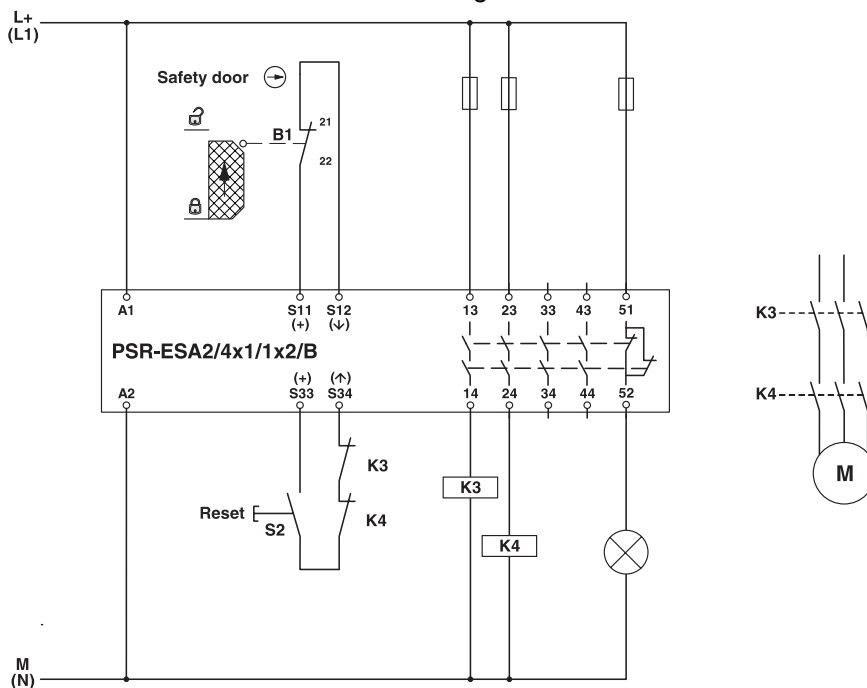 L+
(L1)
Safety door
B1
21
22
A1
S11
(+)
S12
(↓)
13
23
33
43
51
PSR-ESA2/4x1/1x2/B
(+)
S33
(↑)
S34
A2
14
24
34
44
52
K3
K4
Reset
S2
K3
K4
K3
K4
M
M
(N)